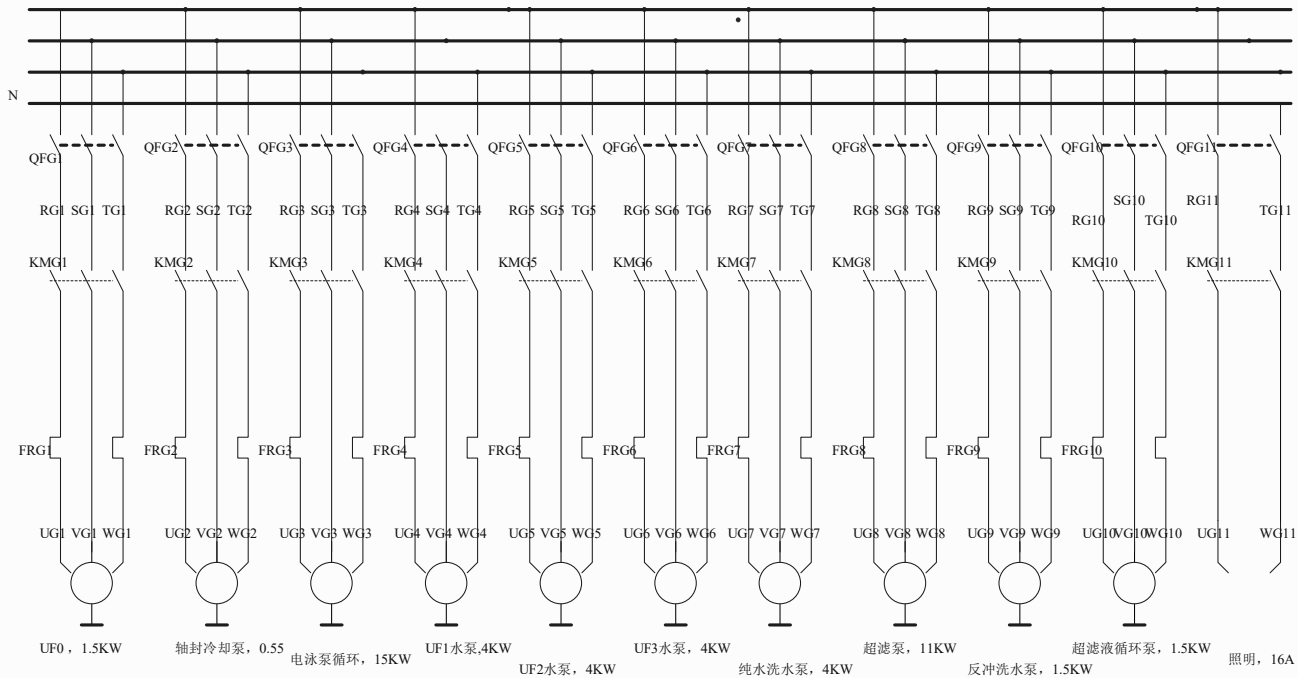 N
QFG1 QFG2 QFG3 QFG4 QFG5 QFG6 QFG7 QFG8 QFG9 QFG10 QFG11
RG1 SG1 TG1 RG2 SG2 TG2 RG3 SG3 TG3 RG4 SG4 TG4 RG5 SG5 TG5 RG6 SG6 TG6 RG7 SG7 TG7 RG8 SG8 TG8 RG9 SG9 TG9 RG10 SG10 TG10 RG11 TG11
KMG1 KMG2 KMG3 KMG4 KMG5 KMG6 KMG7 KMG8 KMG9 KMG10 KMG11
FRG1 FRG2 FRG3 FRG4 FRG5 FRG6 FRG7 FRG8 FRG9 FRG10
UG1 VG1 WG1 UG2 VG2 WG2 UG3 VG3 WG3 UG4 VG4 WG4 UG5 VG5 WG5 UG6 VG6 WG6 UG7 VG7 WG7 UG8 VG8 WG8 UG9 VG9 WG9 UG10 VG10 WG10 UG11 WG11
UF0，1.5KW
轴封冷却泵，0.55
电泳泵循环，15KW
UF1水泵,4KW
UF2水泵，4KW
UF3水泵，4KW
纯水洗水泵，4KW
超滤泵，11KW
反冲洗水泵，1.5KW
超滤液循环泵，1.5KW
照明，16A